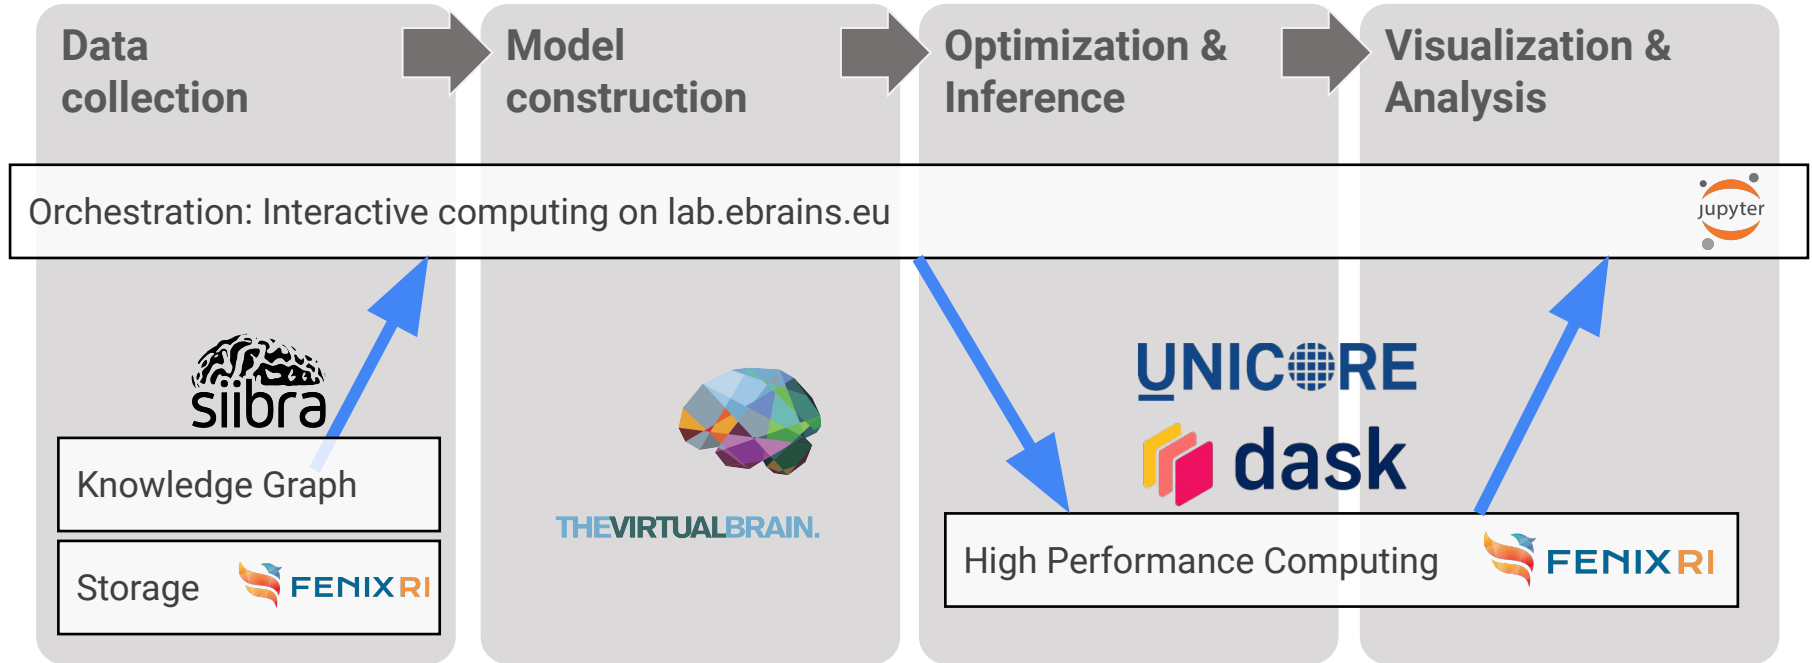 Data
collection
Model
construction
Optimization &
Inference
Visualization &
Analysis
Orchestration: Interactive computing on lab.ebrains.eu
jupyter
siibra
Knowledge Graph
Storage
FENIX RI
THEVIRTUALBRAIN.
UNICORE
dask
High Performance Computing
FENIX RI